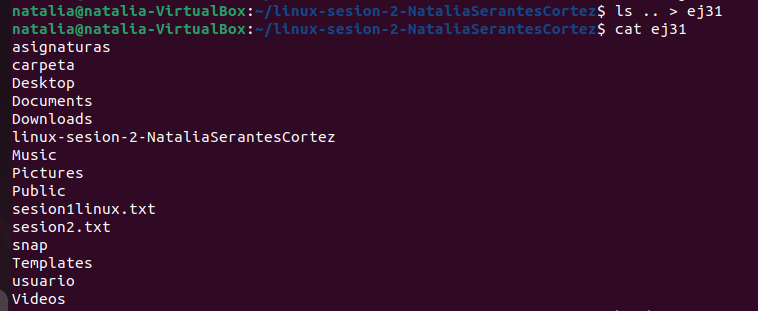 natalia@natalia-VirtualBox:~/linux-sesion-2-NataliaSerantesCortez$ ls .. > ej31
natalia@natalia-VirtualBox:~/linux-sesion-2-NataliaSerantesCortez$ cat ej31
asignaturas
carpeta
Desktop
Documents
Downloads
linux-sesion-2-NataliaSerantesCortez
Music
Pictures
Public
sesion1linux.txt
sesion2.txt
snap
Templates
usuario
Videos